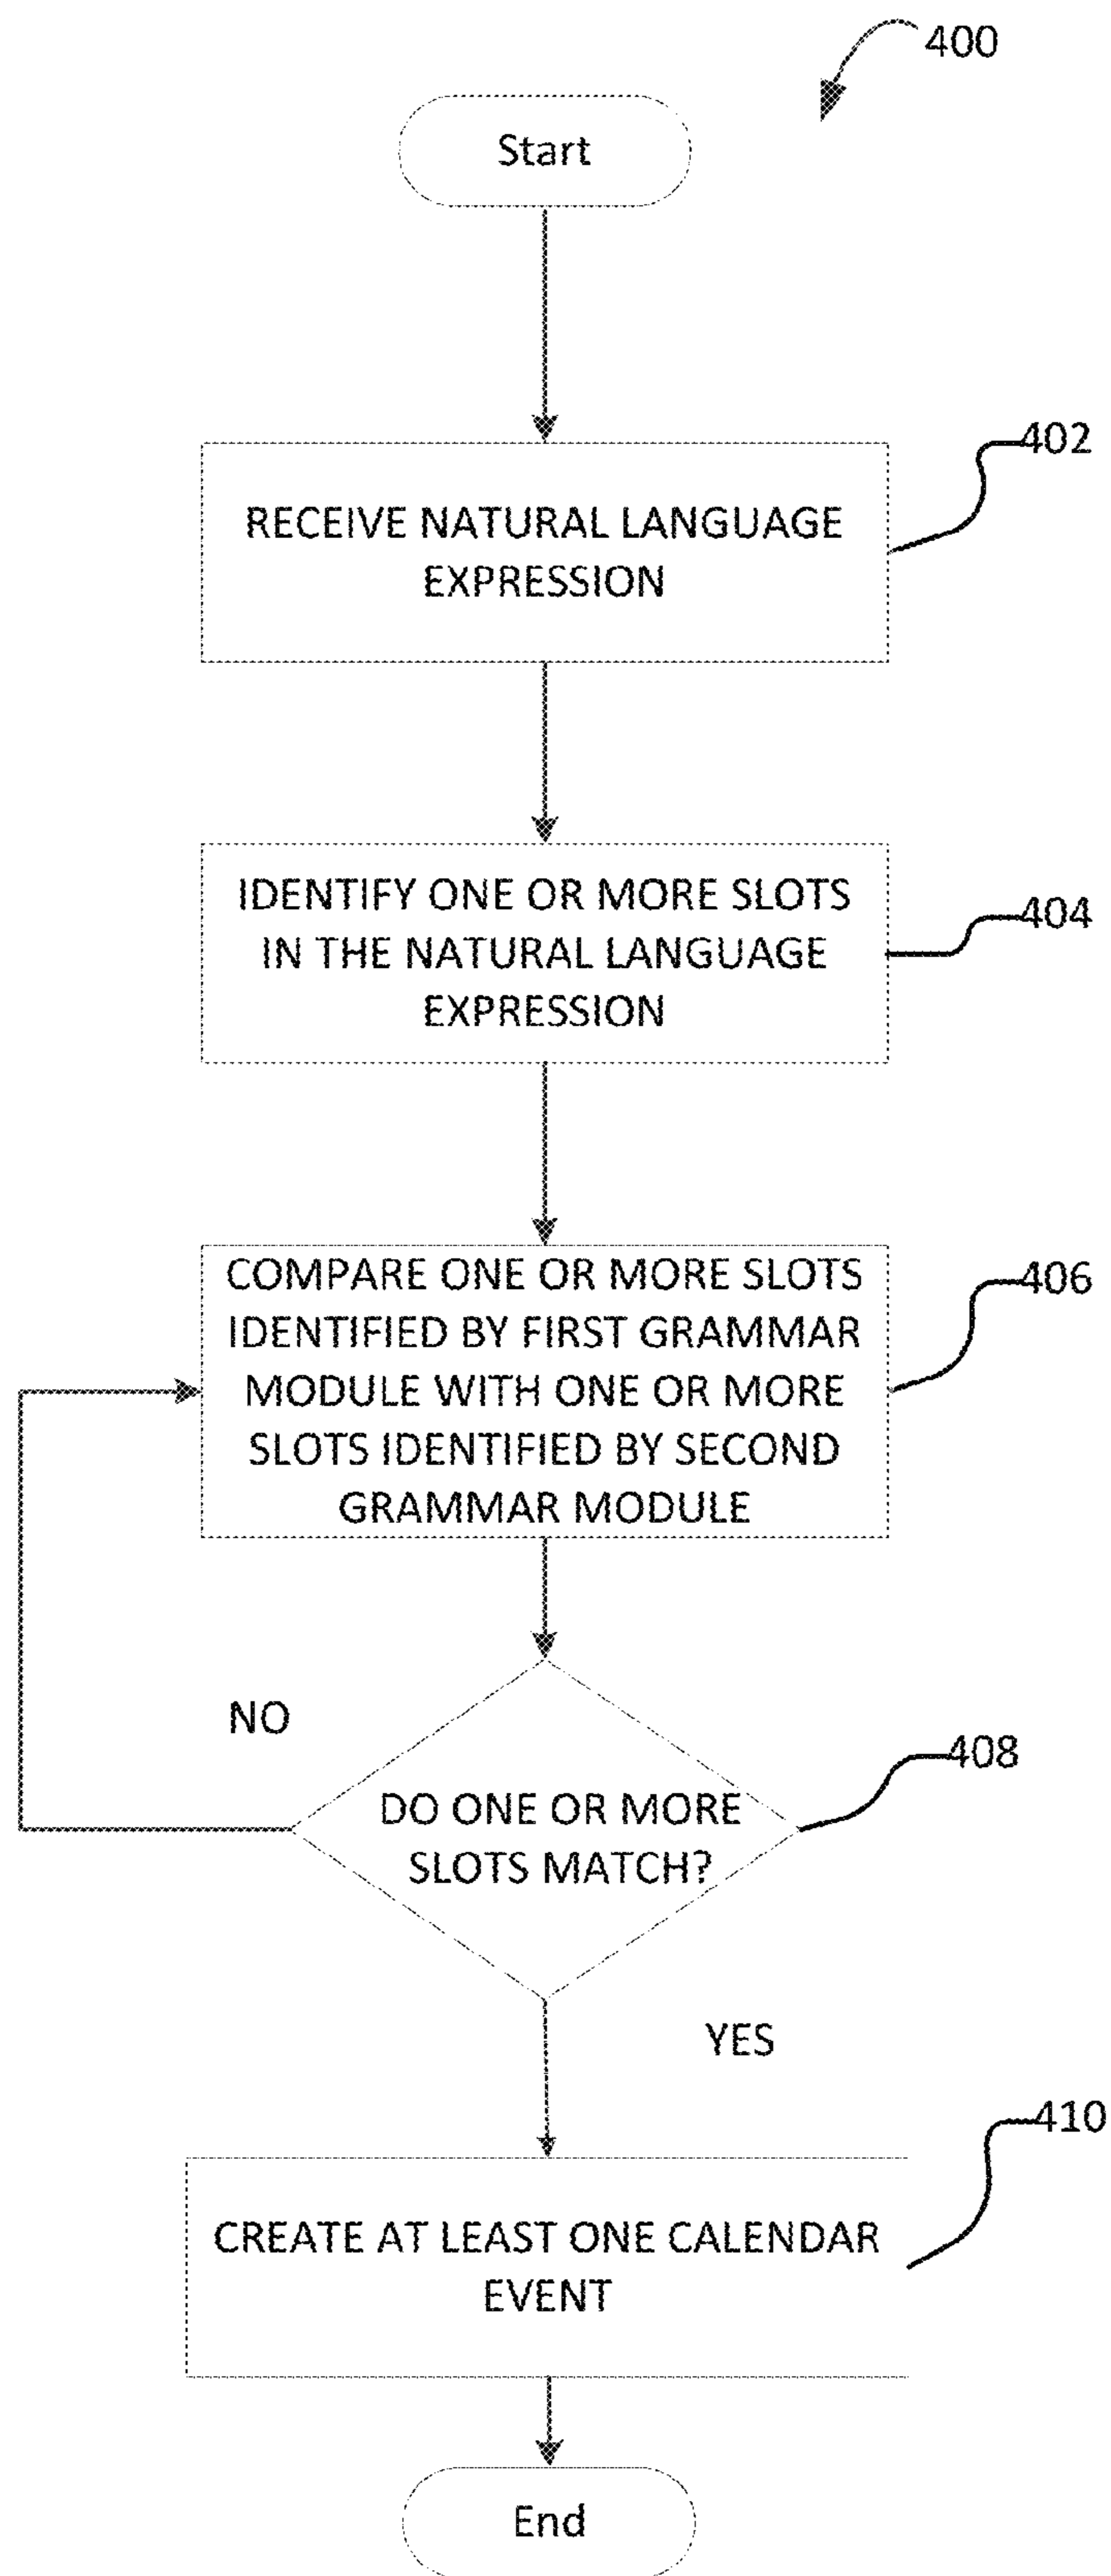 400
Start
402
RECEIVE NATURAL LANGUAGE
EXPRESSION
IDENTIFY ONE OR MORE SLOTS
IN THE NATURAL LANGUAGE
EXPRESSION
404
COMPARE ONE OR MORE SLOTS
IDENTIFIED BY FIRST GRAMMAR
MODULE WITH ONE OR MORE
SLOTS IDENTIFIED BY SECOND
GRAMMAR MODULE
406
NO
408
DO ONE OR MORE
SLOTS MATCH?
YES
410
CREATE AT LEAST ONE CALENDAR
EVENT
End